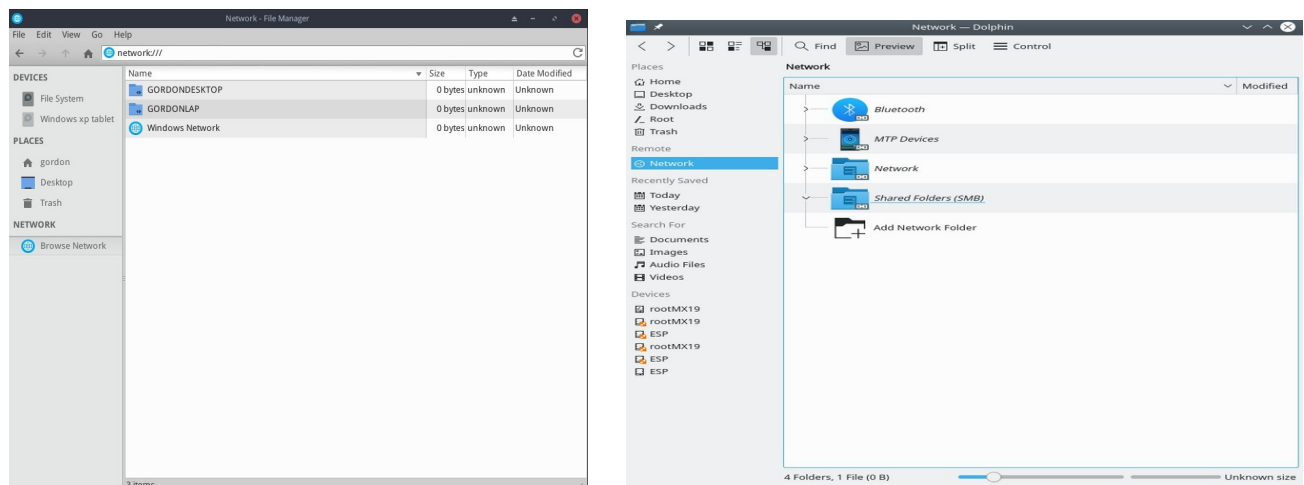 Network - File Manager
File Edit View Go Help
network:///
DEVICES
File System
Windows xp tablet
PLACES
gordon
Desktop
Trash
NETWORK
Browse Network
Name Size Type Date Modified
GORDONDESKTOP 0 bytes unknown Unknown
GORDONLAP 0 bytes unknown Unknown
Windows Network 0 bytes unknown Unknown
3 items
Network — Dolphin
Find Preview Split Control
Places
Home
Desktop
Downloads
Root
Trash
Remote
Network
Recently Saved
Today
Yesterday
Search For
Documents
Images
Audio Files
Videos
Devices
rootMX19
rootMX19
ESP
rootMX19
ESP
ESP
Network
Name Modified
Bluetooth
MTP Devices
Network
Shared Folders (SMB)
Add Network Folder
4 Folders, 1 File (0 B) Unknown size